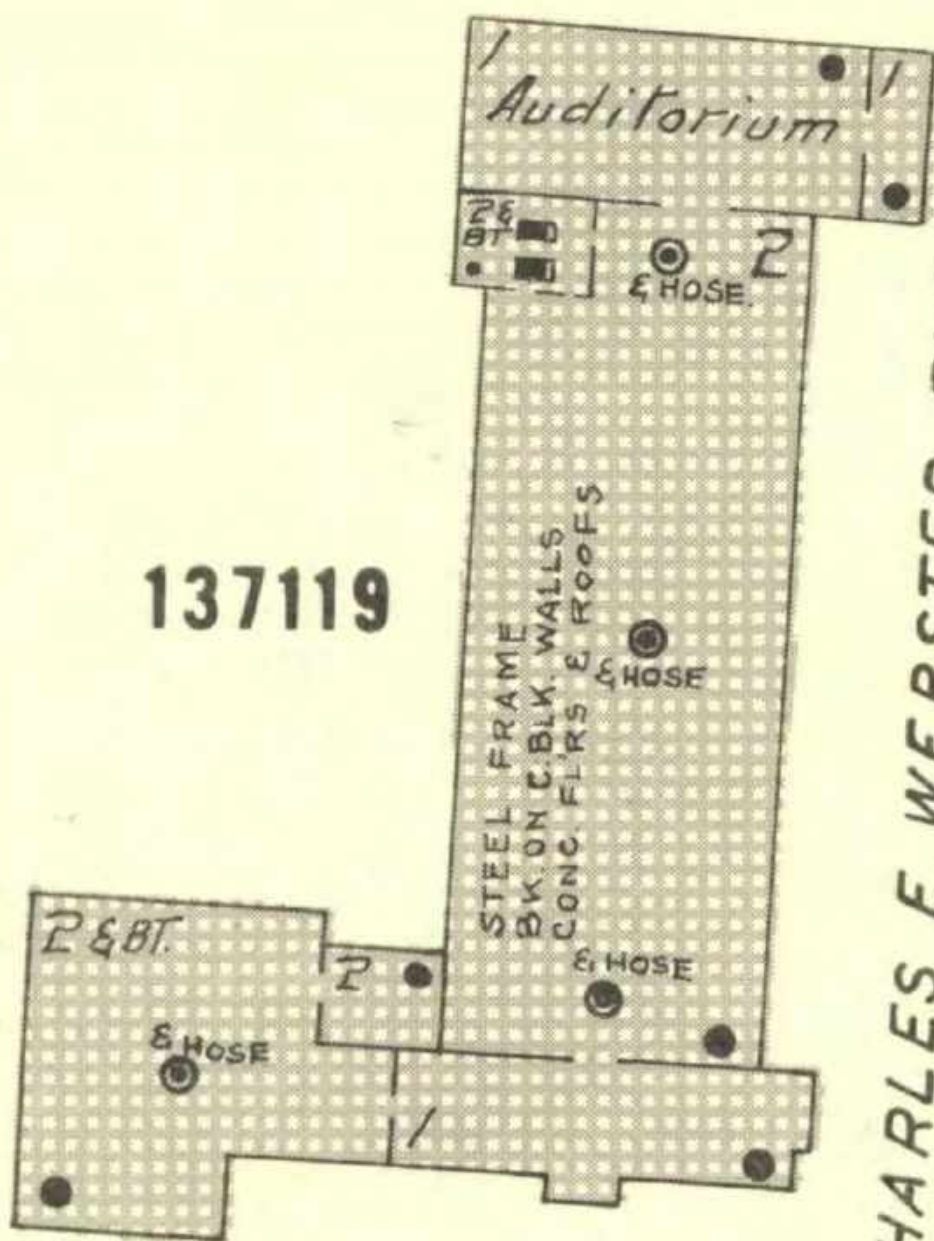 1
Auditorium
1
2 &
BT
& HOSE.
2
137119
STEEL FRAME
BK. ON C.BLK. WALLS
CONC. FL'RS & ROOFS
& HOSE
& HOSE
2 & BT.
2
& HOSE
1
HARLES F WEBSTER